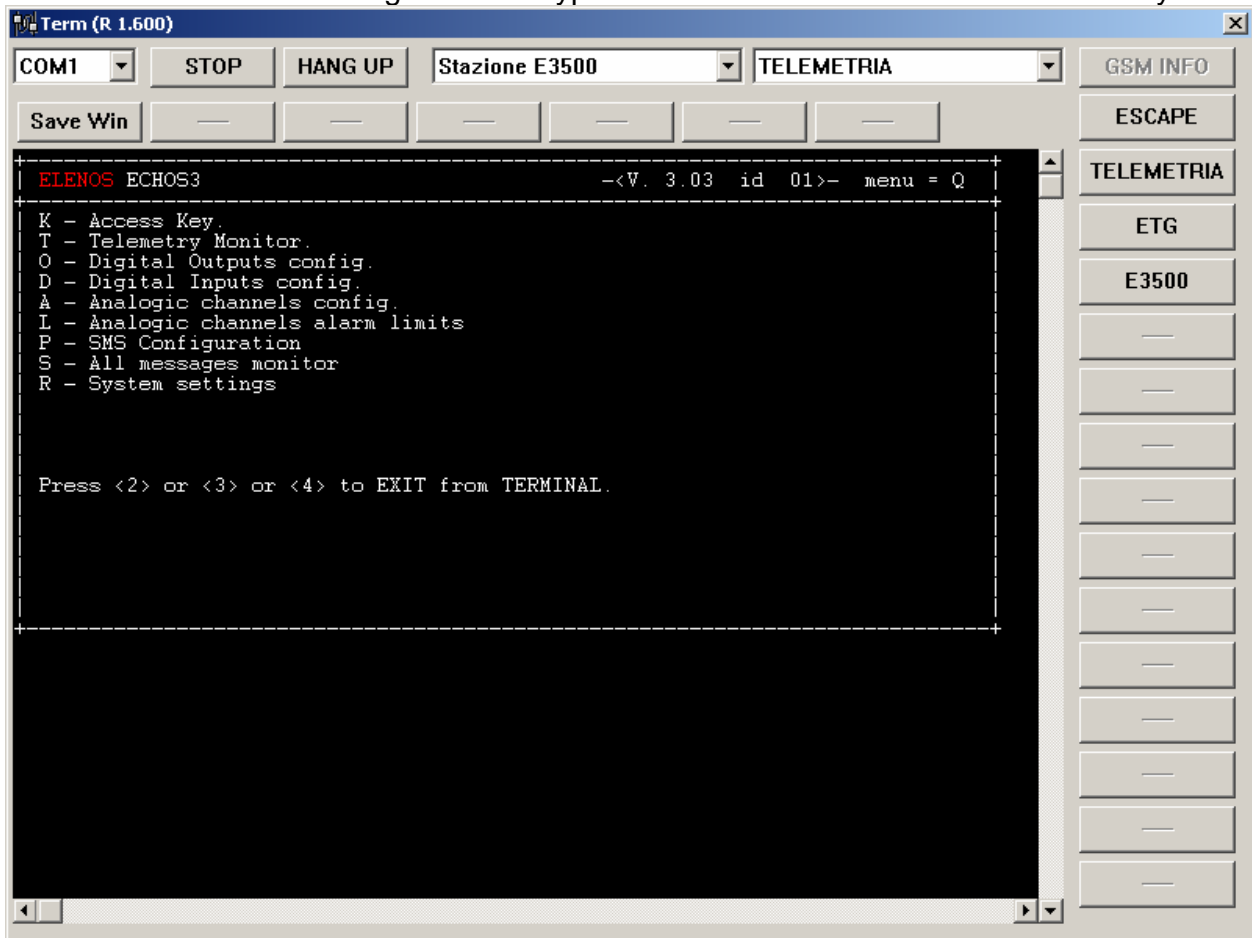 Term (R 1.600)
COM1 STOP HANG UP Stazione E3500 TELEMETRIA GSM INFO
Save Win ESCAPE
ELENOS ECHOS3 -<V. 3.03 id 01>- menu = Q
K - Access Key.
T - Telemetry Monitor.
O - Digital Outputs config.
D - Digital Inputs config.
A - Analogic channels config.
L - Analogic channels alarm limits
P - SMS Configuration
S - All messages monitor
R - System settings
Press <2> or <3> or <4> to EXIT from TERMINAL.
TELEMETRIA
ETG
E3500